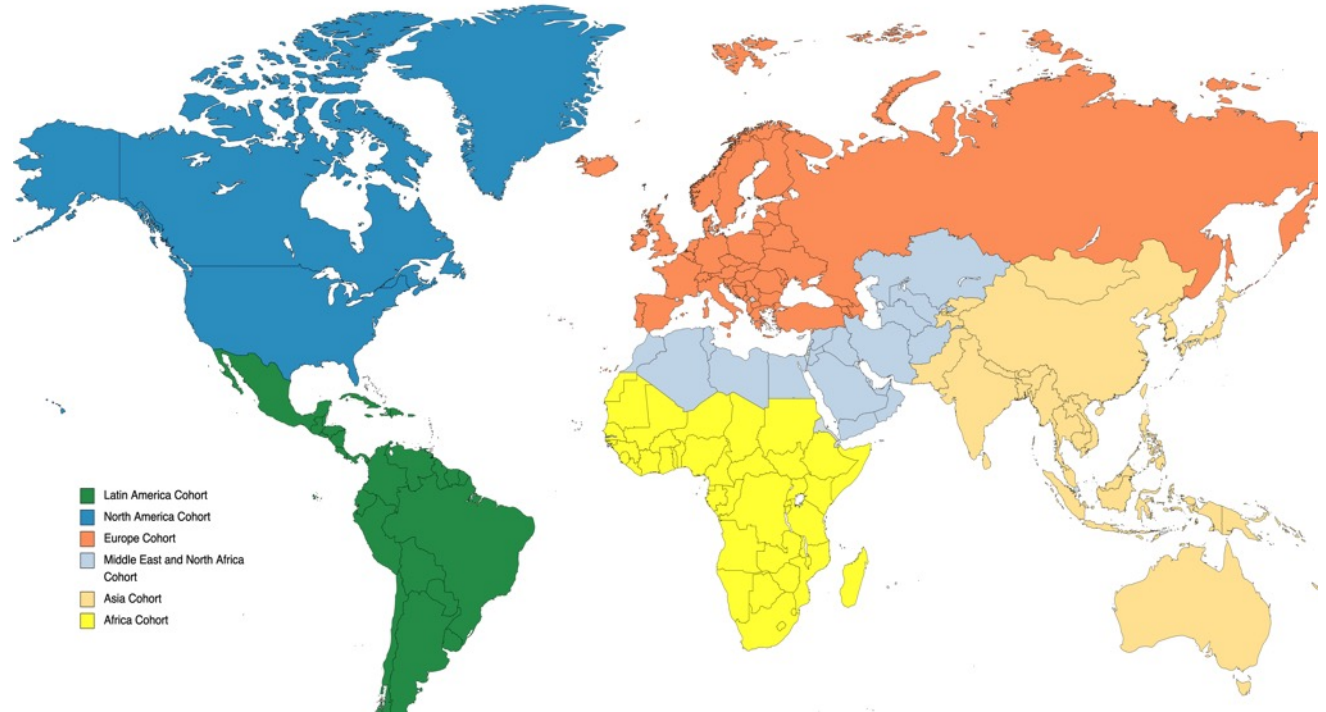 Latin America Cohort
North America Cohort
Europe Cohort
Middle East and North Africa
Cohort
Asia Cohort
Africa Cohort